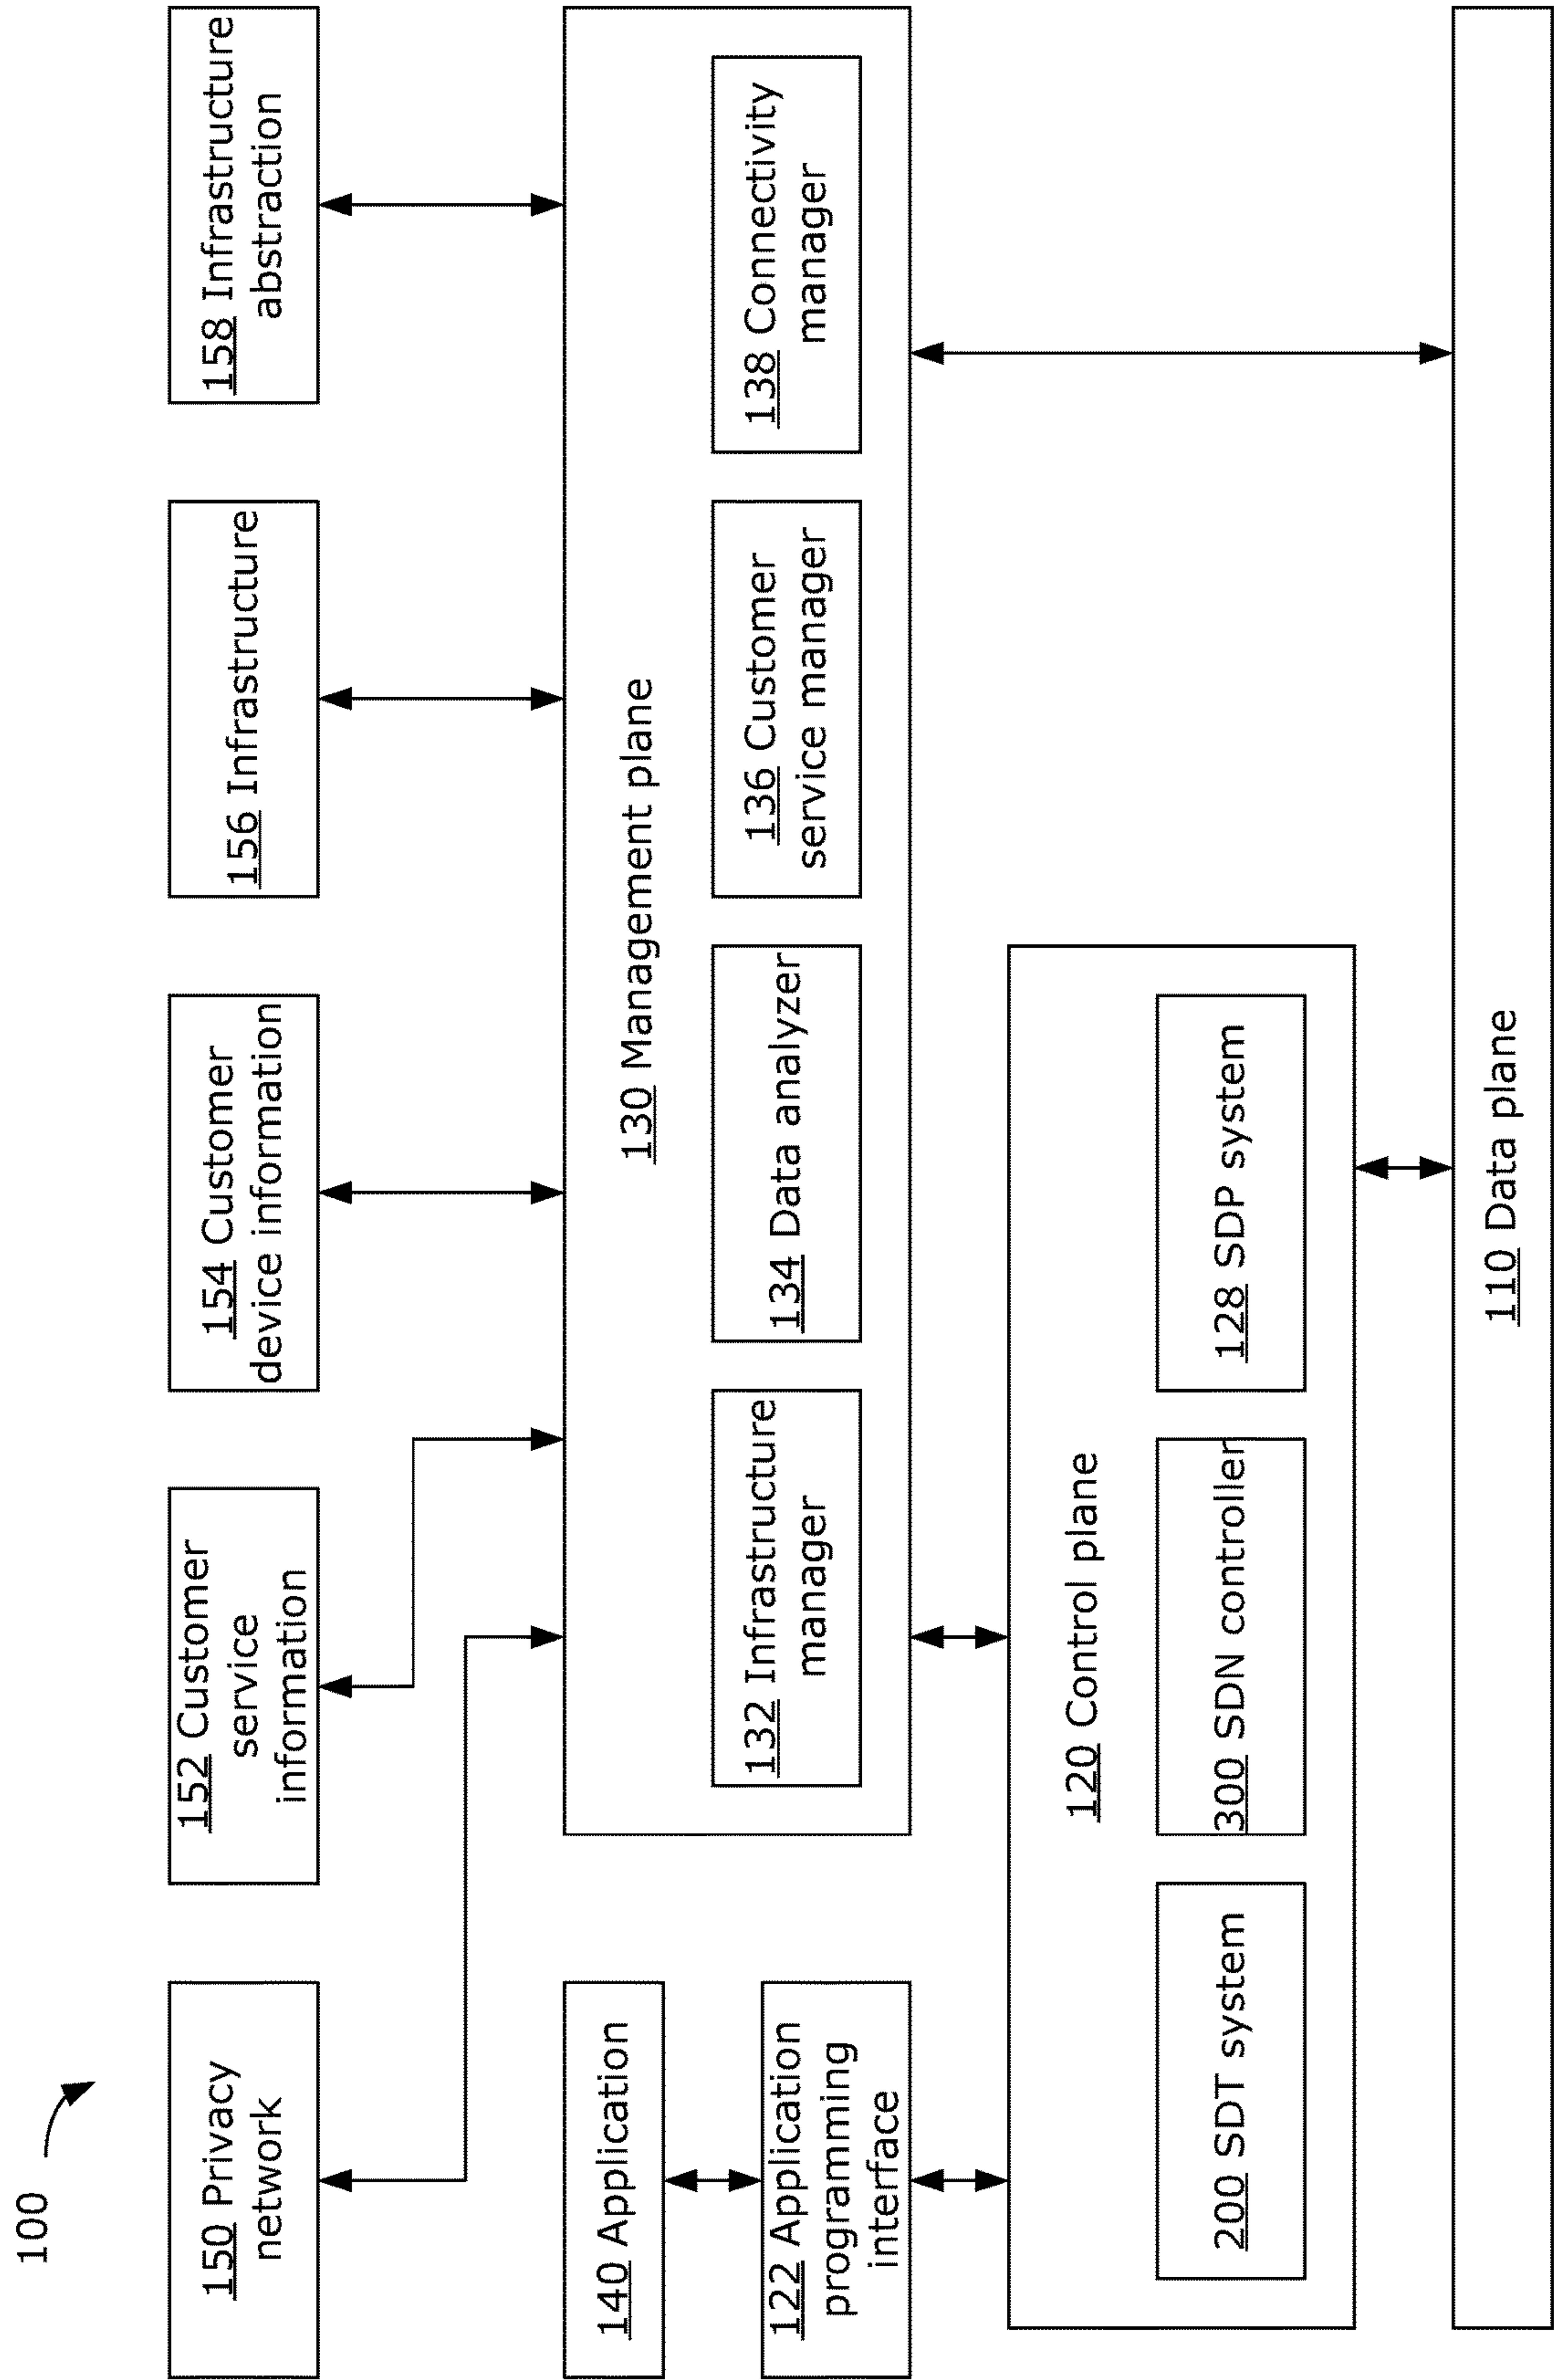 100
150 Privacy
network
152 Customer
service
information
154 Customer
device information
156 Infrastructure
158 Infrastructure
abstraction
140 Application
122 Application
programming
interface
130 Management plane
132 Infrastructure
manager
134 Data analyzer
136 Customer
service manager
138 Connectivity
manager
120 Control plane
200 SDT system
300 SDN controller
128 SDP system
110 Data plane